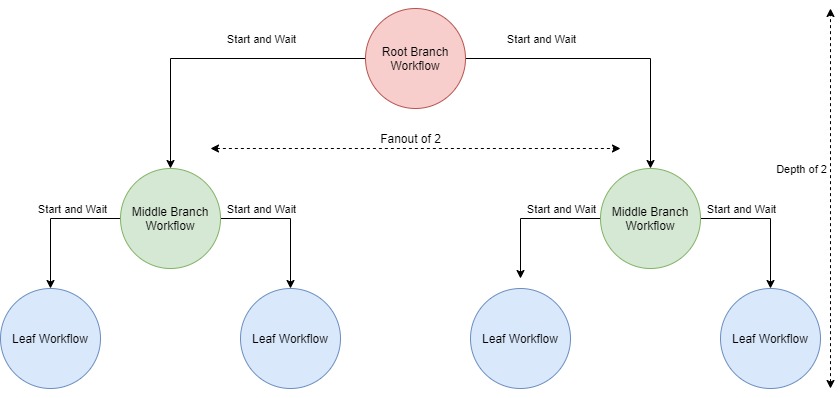 Start and Wait
Root Branch
Workflow
Start and Wait
Fanout of 2
Depth of 2
Start and Wait
Middle Branch
Workflow
Start and Wait
Start and Wait
Middle Branch
Workflow
Start and Wait
Leaf Workflow
Leaf Workflow
Leaf Workflow
Leaf Workflow